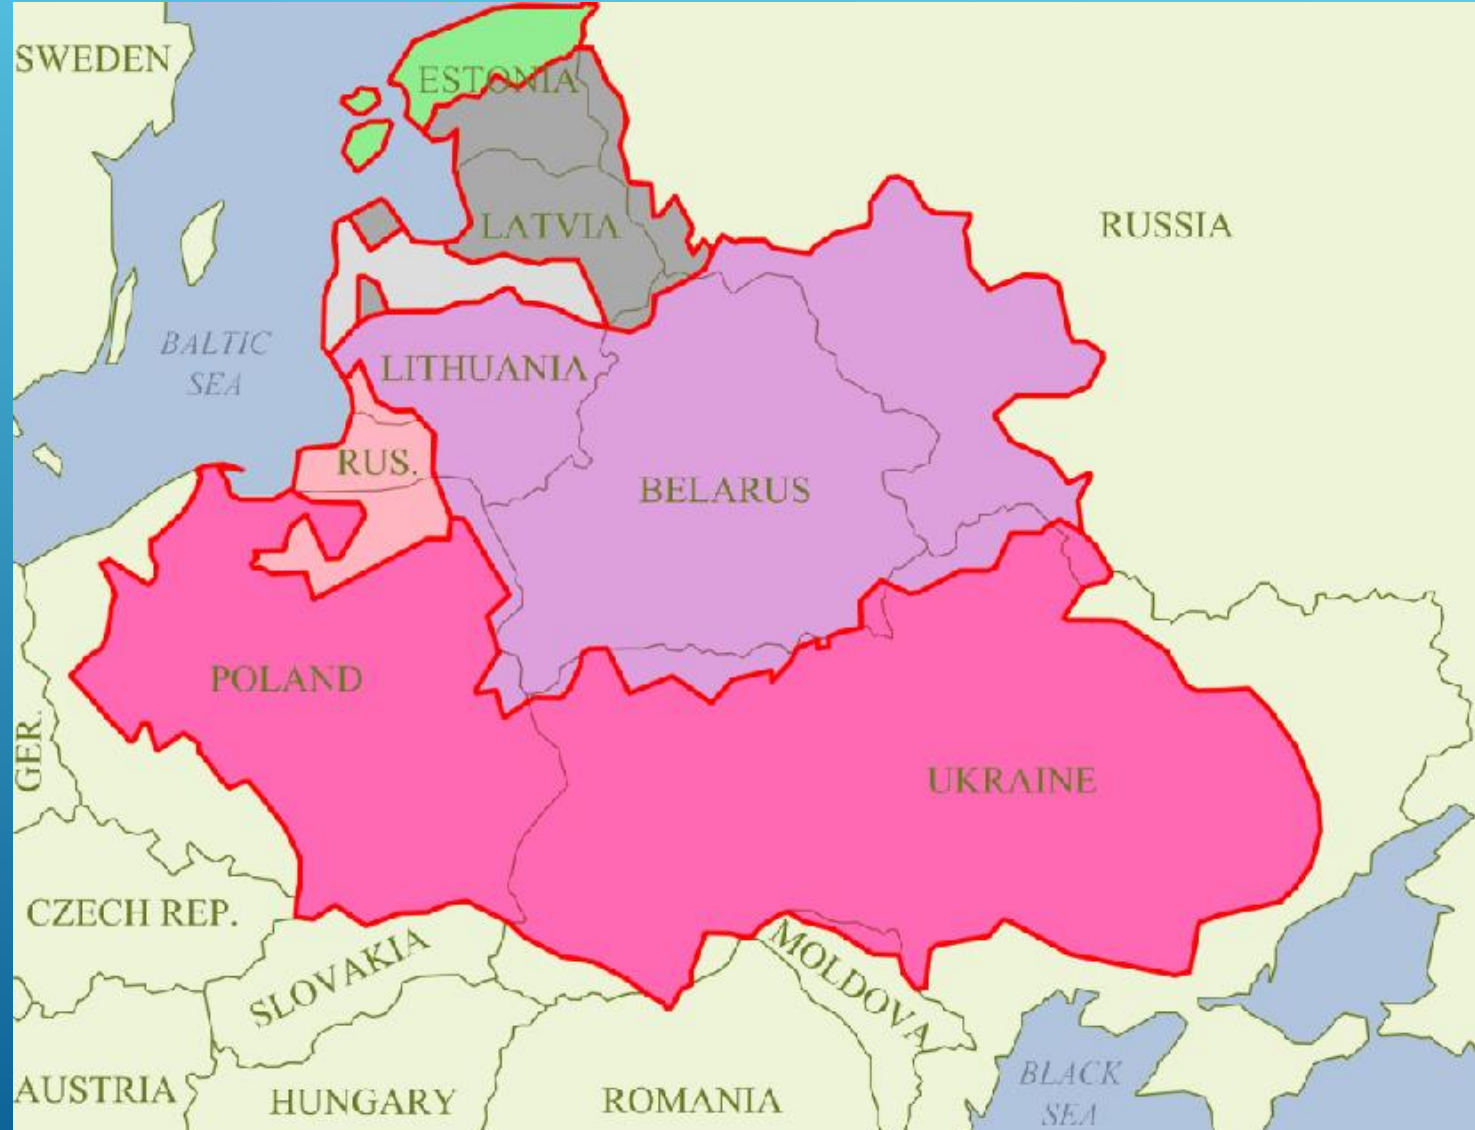 SWEDEN
ESTONIA
LATVIA
RUSSIA
BALTIC
SEA
LITHUANIA
RUS.
BELARUS
POLAND
GER.
UKRAINE
CZECH REP.
SLOVAKIA
MOLDOVA
AUSTRIA
HUNGARY
ROMANIA
BLACK
SEA